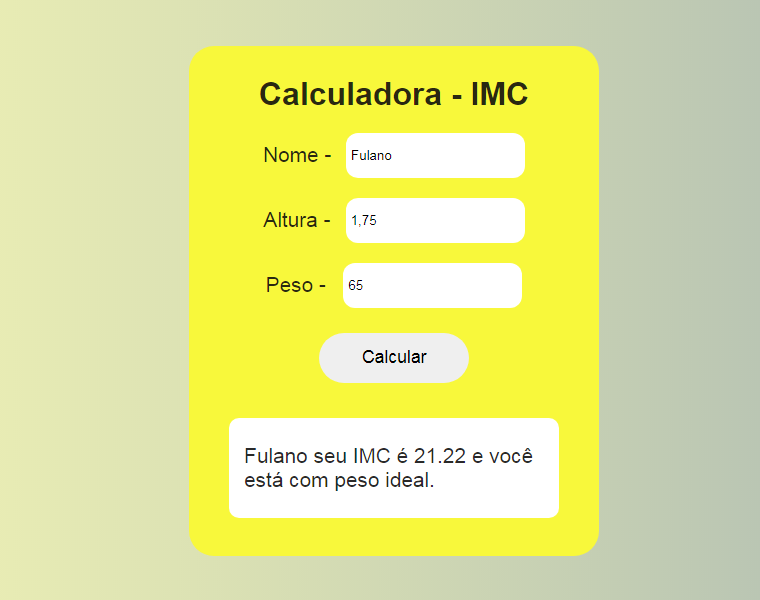 Calculadora - IMC
Nome - Fulano
Altura - 1,75
Peso - 65
Calcular
Fulano seu IMC é 21.22 e você
está com peso ideal.